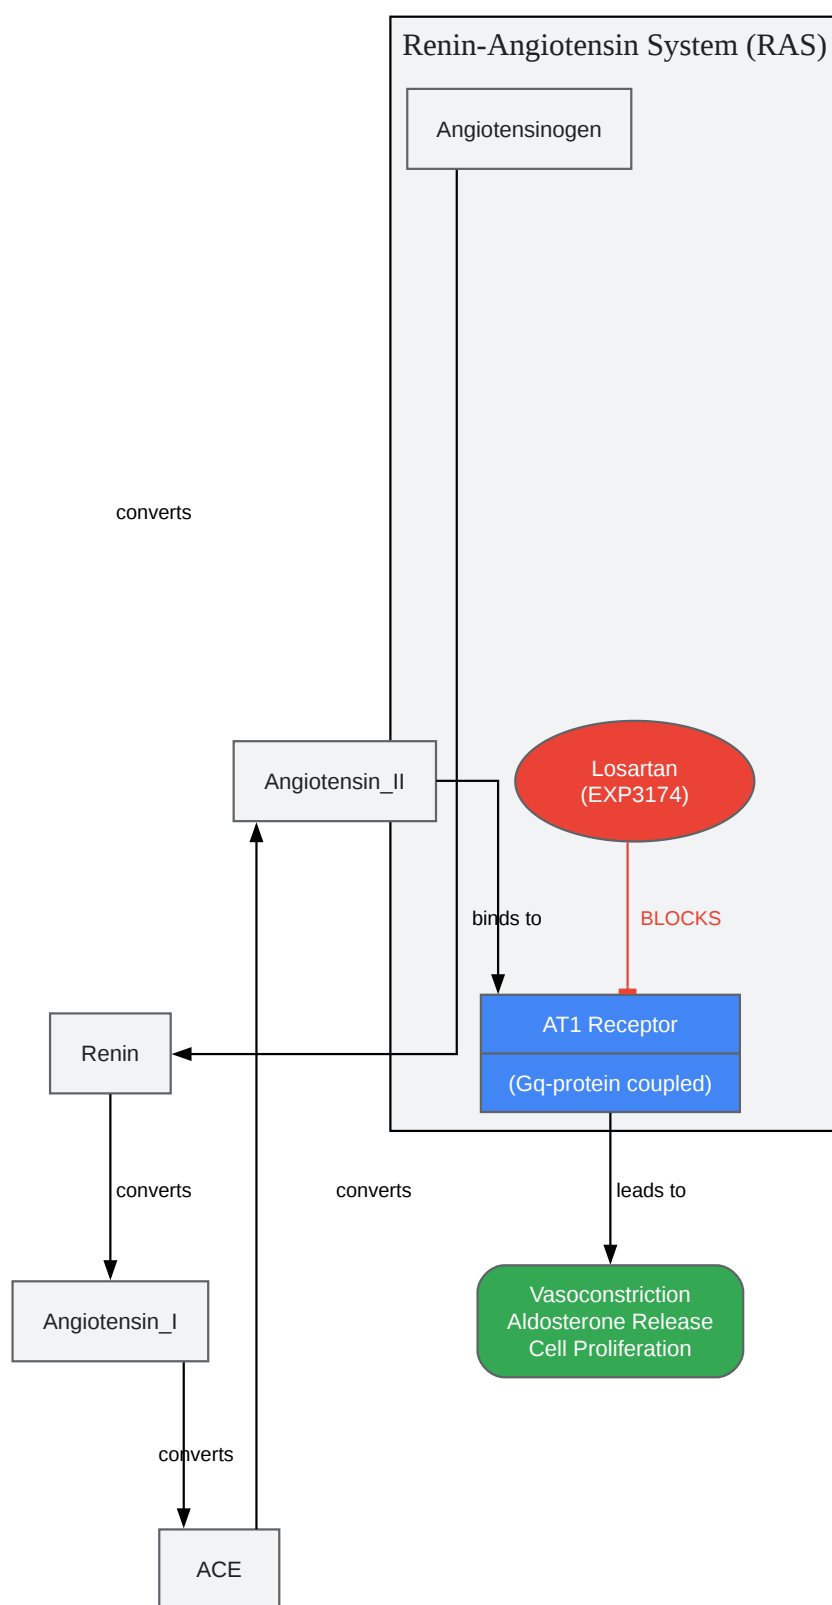 Renin-Angiotensin System (RAS)
Angiotensinogen
converts
Angiotensin_II
Losartan
(EXP3174)
binds to
BLOCKS
AT1 Receptor
(Gq-protein coupled)
Renin
converts
converts
leads to
Angiotensin_I
Vasoconstriction
Aldosterone Release
Cell Proliferation
converts
ACE